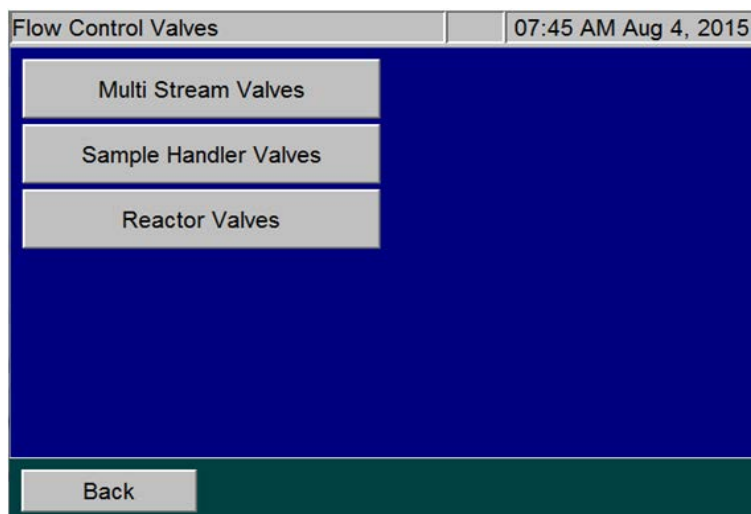 Flow Control Valves 07:45 AM Aug 4, 2015
Multi Stream Valves
Sample Handler Valves
Reactor Valves
Back